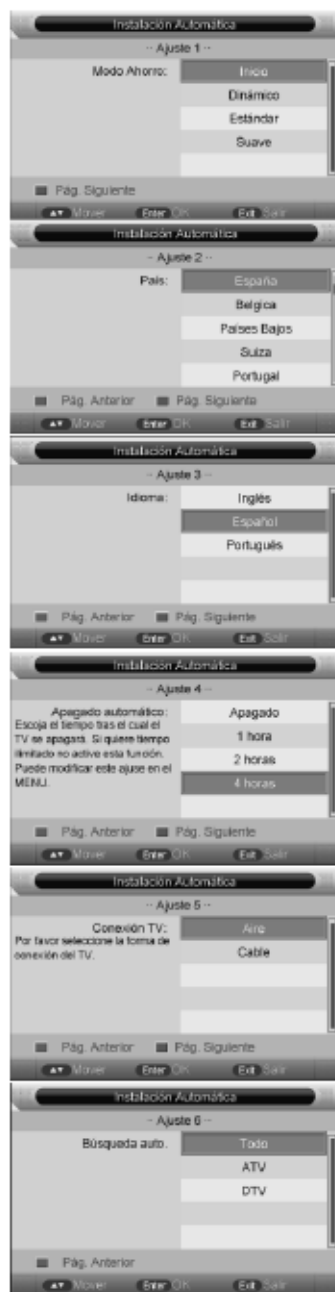 Instalación Automática
-- Ajuste 1 --
Modo Ahorro: Inicio
Dinámico
Estándar
Suave
Pág. Siguiente
▲▼ Mover Enter OK Exit Salir
Instalación Automática
-- Ajuste 2 --
País: España
Belgica
Países Bajos
Suiza
Portugal
Pág. Anterior Pág. Siguiente
▲▼ Mover Enter OK Exit Salir
Instalación Automática
-- Ajuste 3 --
Idioma: Inglés
Español
Portugués
Pág. Anterior Pág. Siguiente
▲▼ Mover Enter OK Exit Salir
Instalación Automática
-- Ajuste 4 --
Apagado automático: Apagado
Escoja el tiempo tras el cual el
TV se apagará. Si quiere tiempo 1 hora
ilimitado no active esta función. 2 horas
Puede modificar este ajuse en el
MENU. 4 horas
Pág. Anterior Pág. Siguiente
▲▼ Mover Enter OK Exit Salir
Instalación Automática
-- Ajuste 5 --
Conexión TV: Aire
Por favor seleccione la forma de
conexión del TV. Cable
Pág. Anterior Pág. Siguiente
▲▼ Mover Enter OK Exit Salir
Instalación Automática
-- Ajuste 6 --
Búsqueda auto. Todo
ATV
DTV
Pág. Anterior
▲▼ Mover Enter OK Exit Salir